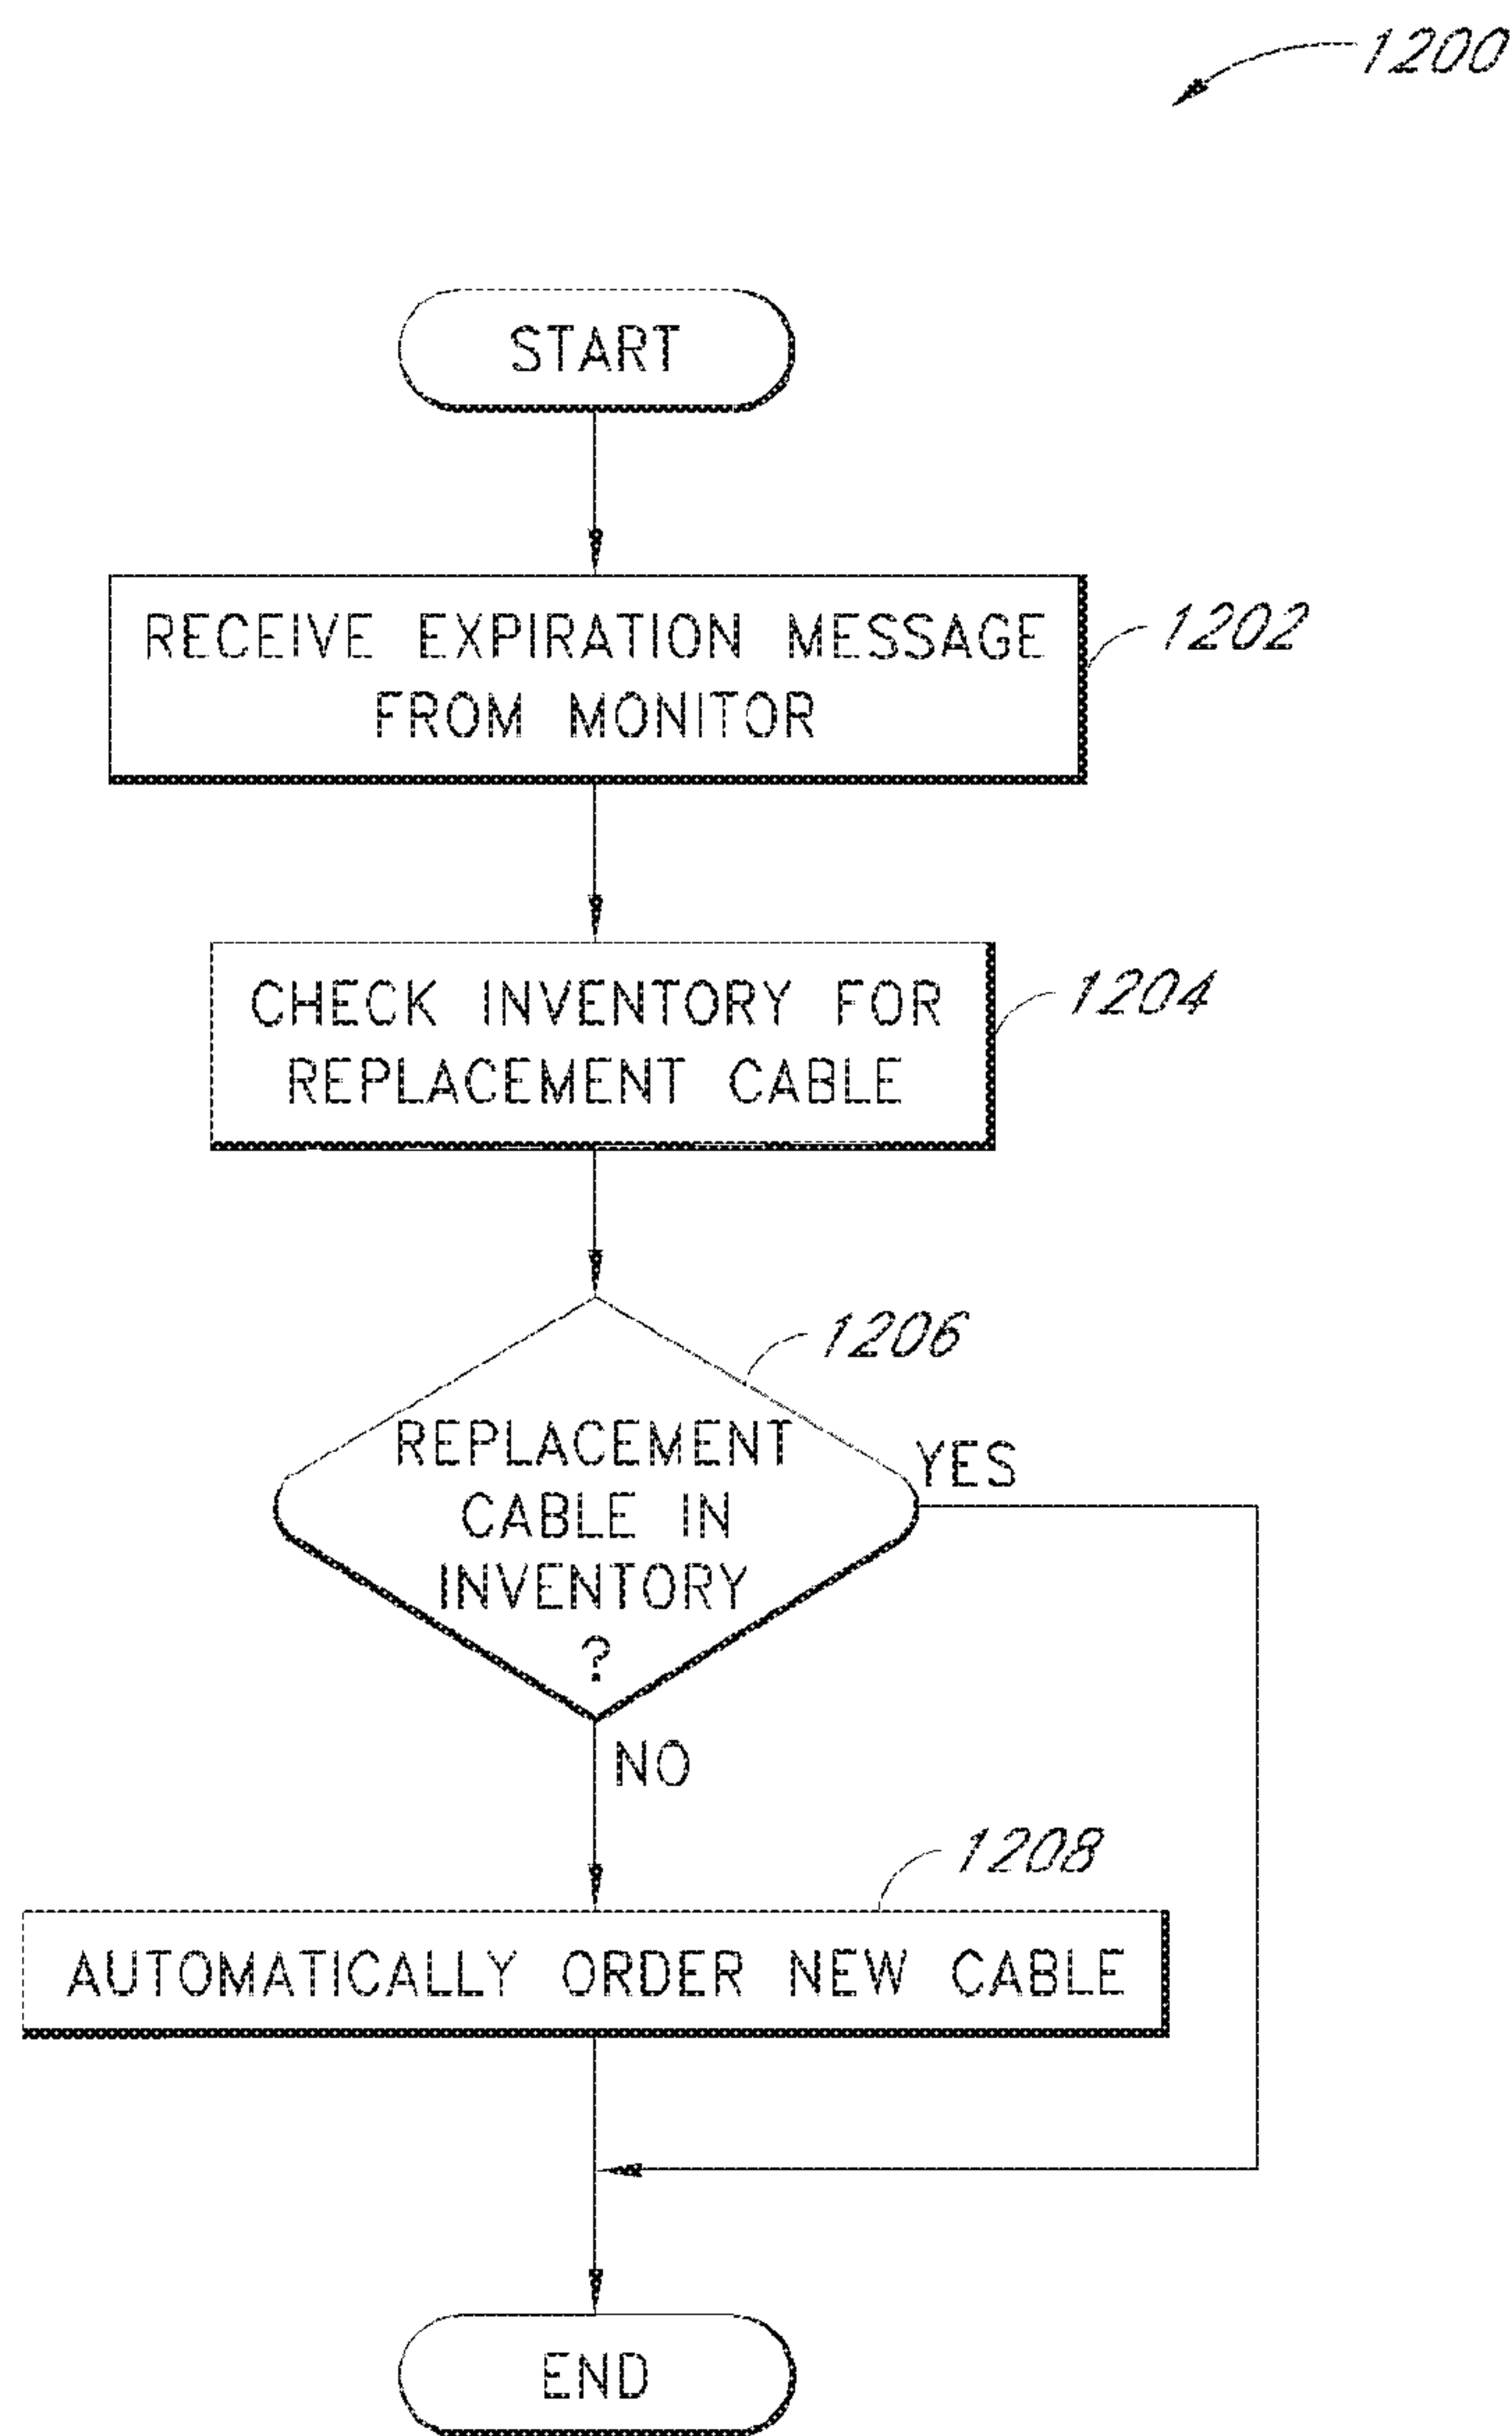 1200
START
RECEIVE EXPIRATION MESSAGE
FROM MONITOR
1202
CHECK INVENTORY FOR
REPLACEMENT CABLE
1204
1206
REPLACEMENT
CABLE IN
INVENTORY
?
YES
NO
1208
AUTOMATICALLY ORDER NEW CABLE
END